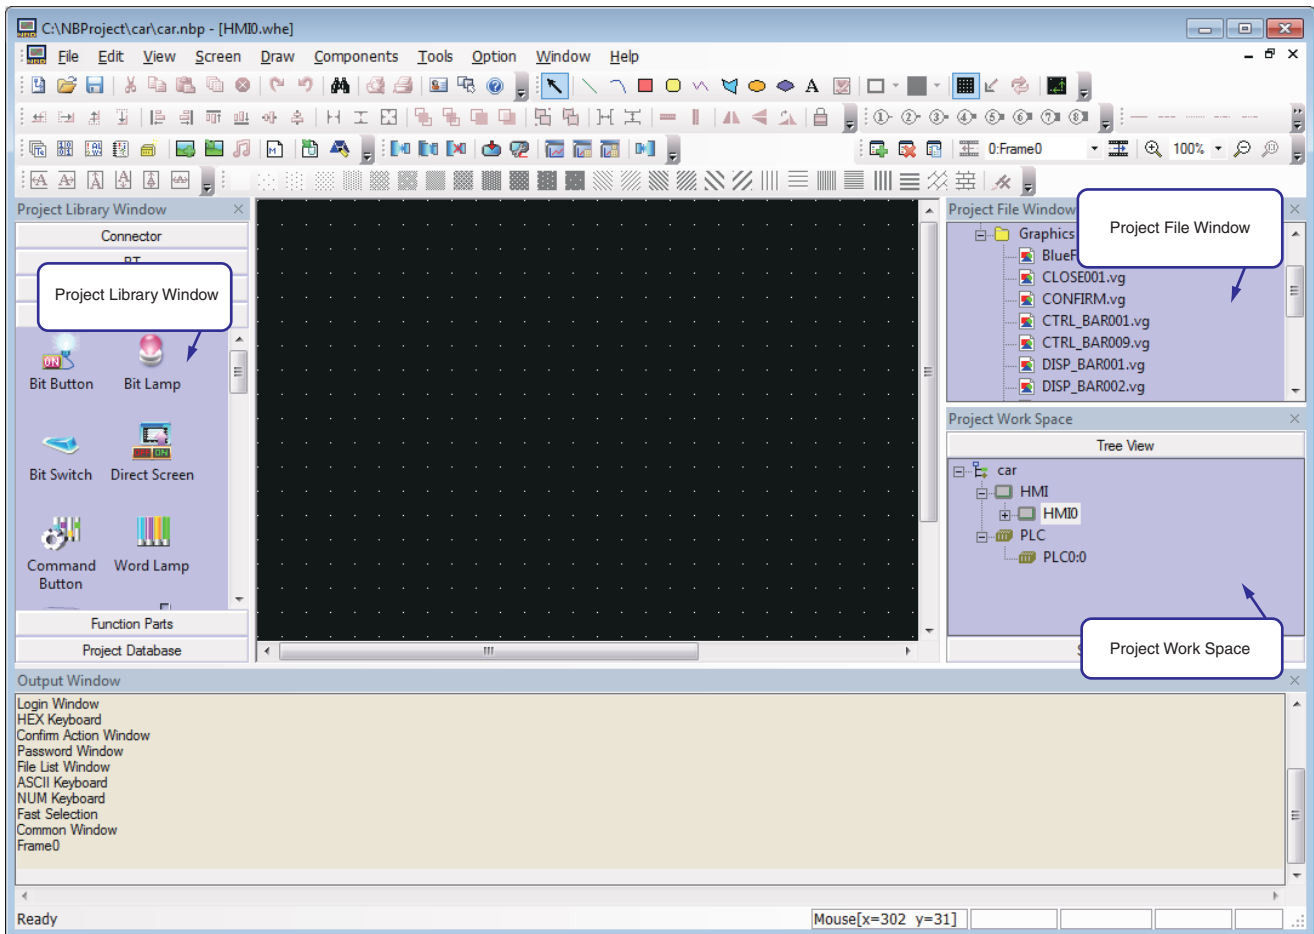 C:\NBProject\car\car.nbp - [HMI0.whe]
File Edit View Screen Draw Components Tools Option Window Help
0:Frame0 100%
Project Library Window
Connector
Project Library Window
Bit Button Bit Lamp
Bit Switch Direct Screen
Command Button Word Lamp
Function Parts
Project Database
Project File Window
Project File Window
Graphics
CLOSE001.vg
CONFIRM.vg
CTRL_BAR001.vg
CTRL_BAR009.vg
DISP_BAR001.vg
DISP_BAR002.vg
Project Work Space
Tree View
car
HMI
HMI0
PLC
PLC0:0
Project Work Space
Output Window
Login Window
HEX Keyboard
Confirm Action Window
Password Window
File List Window
ASCII Keyboard
NUM Keyboard
Fast Selection
Common Window
Frame0
Ready Mouse[x=302 y=31]